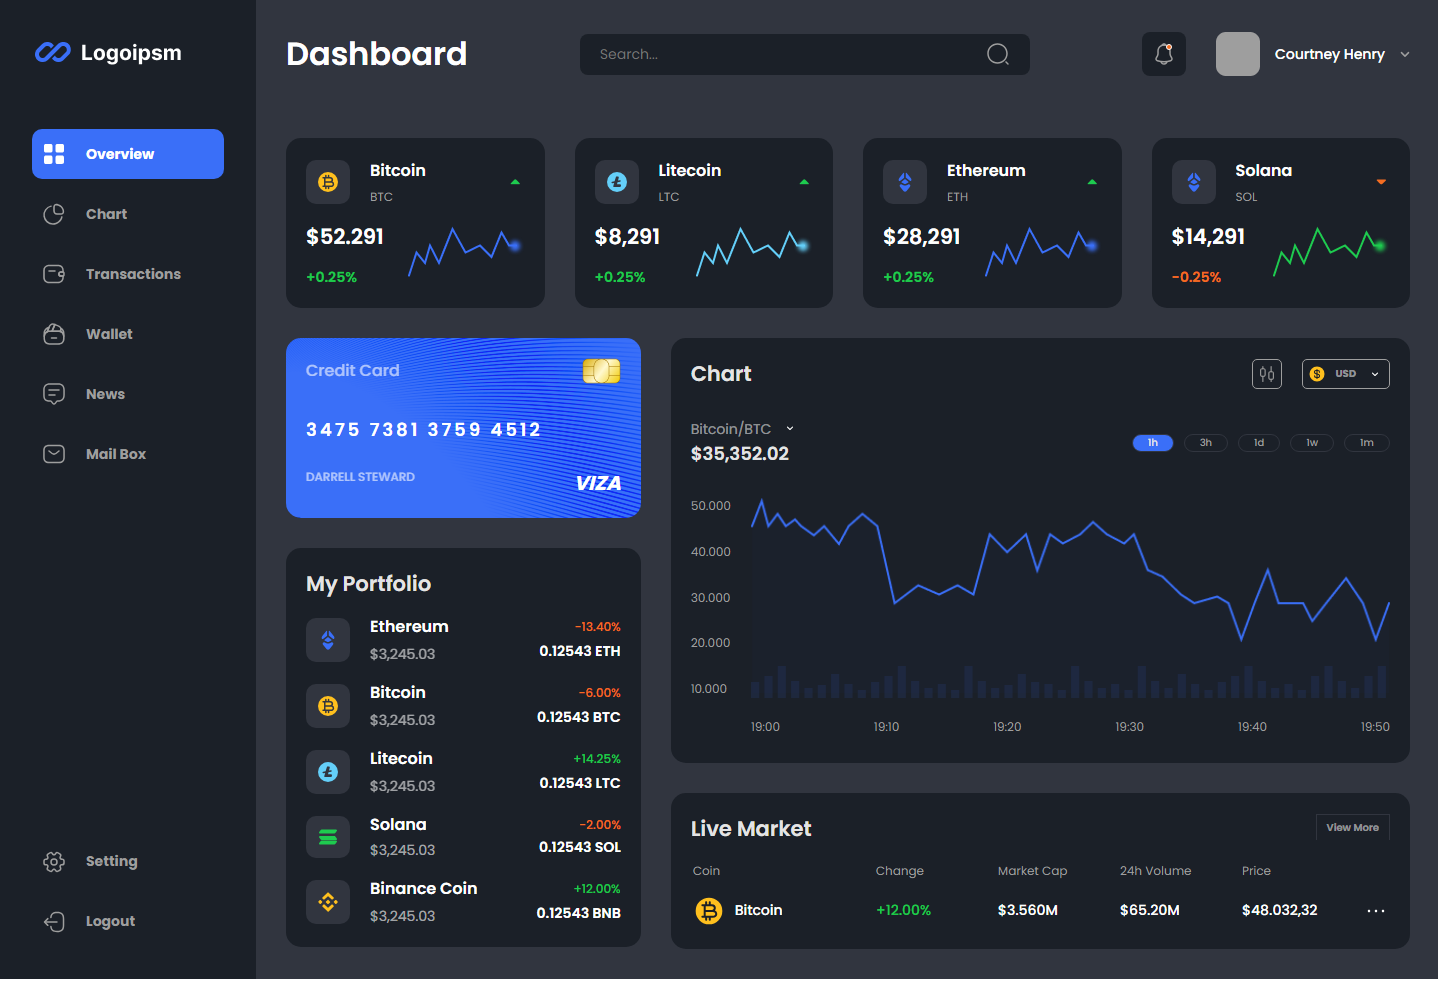 Logoipsm
Dashboard
Search...
Courtney Henry
Overview
Chart
Transactions
Wallet
News
Mail Box
Setting
Logout
Bitcoin
BTC
$52.291
+0.25%
Litecoin
LTC
$8,291
+0.25%
Ethereum
ETH
$28,291
+0.25%
Solana
SOL
$14,291
-0.25%
Credit Card
3475 7381 3759 4512
DARRELL STEWARD
VIZA
My Portfolio
Ethereum -13.40%
$3,245.03 0.12543 ETH
Bitcoin -6.00%
$3,245.03 0.12543 BTC
Litecoin +14.25%
$3,245.03 0.12543 LTC
Solana -2.00%
$3,245.03 0.12543 SOL
Binance Coin +12.00%
$3,245.03 0.12543 BNB
Chart
USD
Bitcoin/BTC
$35,352.02
1h 3h 1d 1w 1m
50.000
40.000
30.000
20.000
10.000
19:00 19:10 19:20 19:30 19:40 19:50
Live Market
View More
Coin Change Market Cap 24h Volume Price
Bitcoin +12.00% $3.560M $65.20M $48.032,32